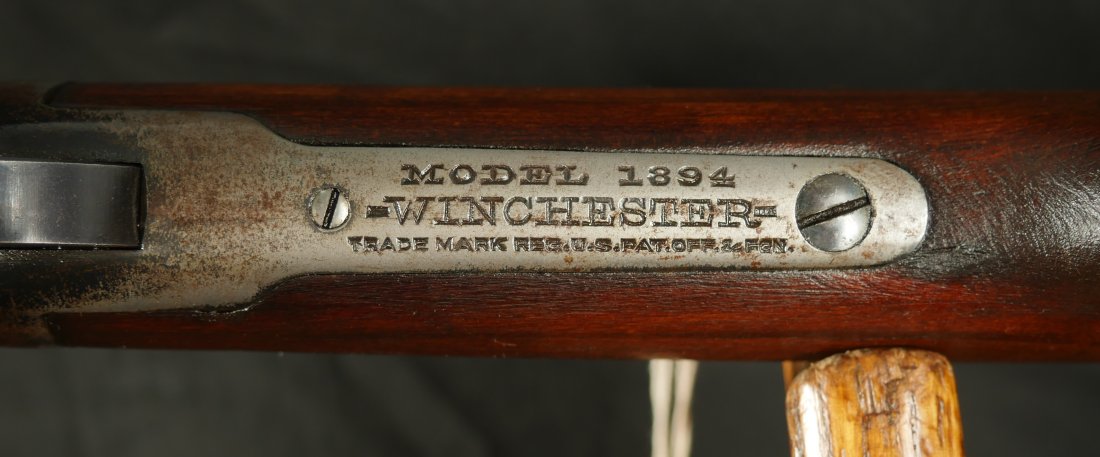 MODEL 1894
-WINCHESTER-
TRADE MARK REG.U.S.PAT.OFF.& FGN.